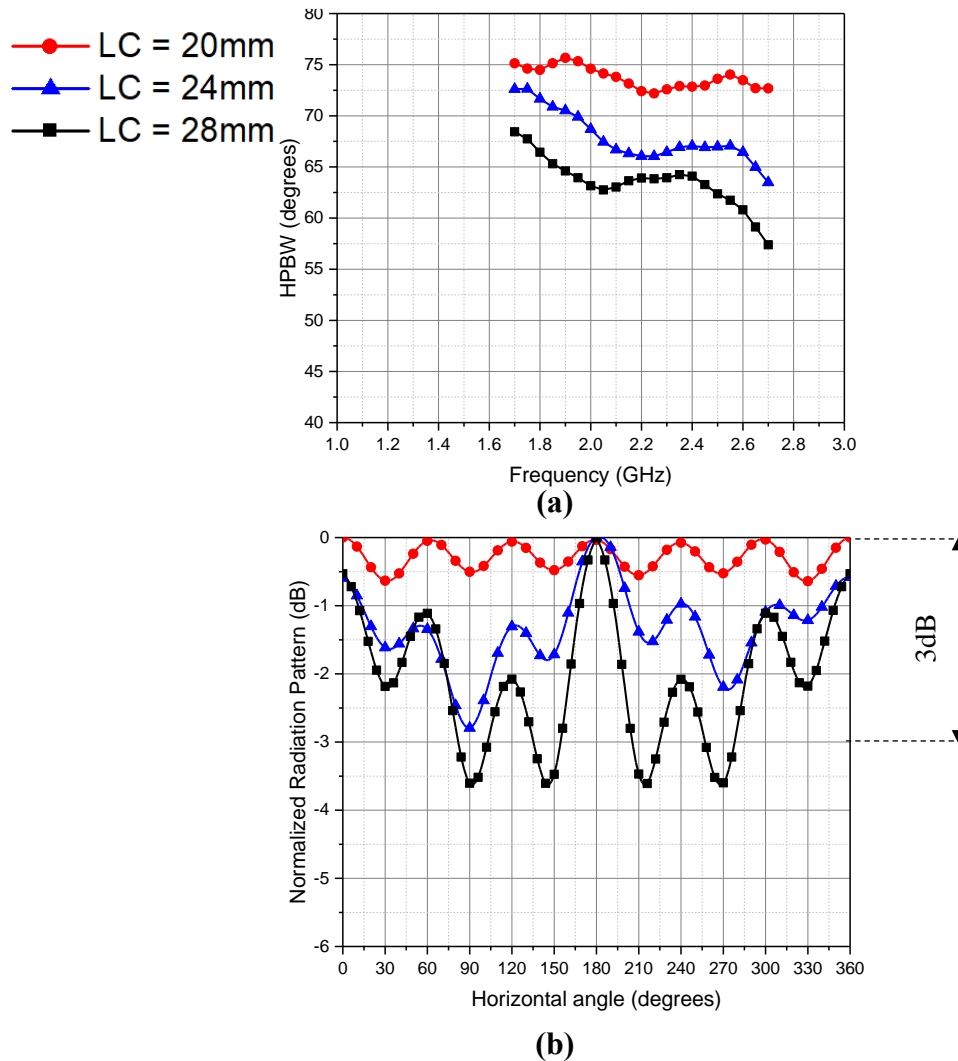 LC = 20mm
LC = 24mm
LC = 28mm
80
75
70
65
60
55
50
45
40
HPBW (degrees)
1.0 1.2 1.4 1.6 1.8 2.0 2.2 2.4 2.6 2.8 3.0
Frequency (GHz)
(a)
0
-1
-2
-3
-4
-5
-6
Normalized Radiation Pattern (dB)
3dB
0 30 60 90 120 150 180 210 240 270 300 330 360
Horizontal angle (degrees)
(b)